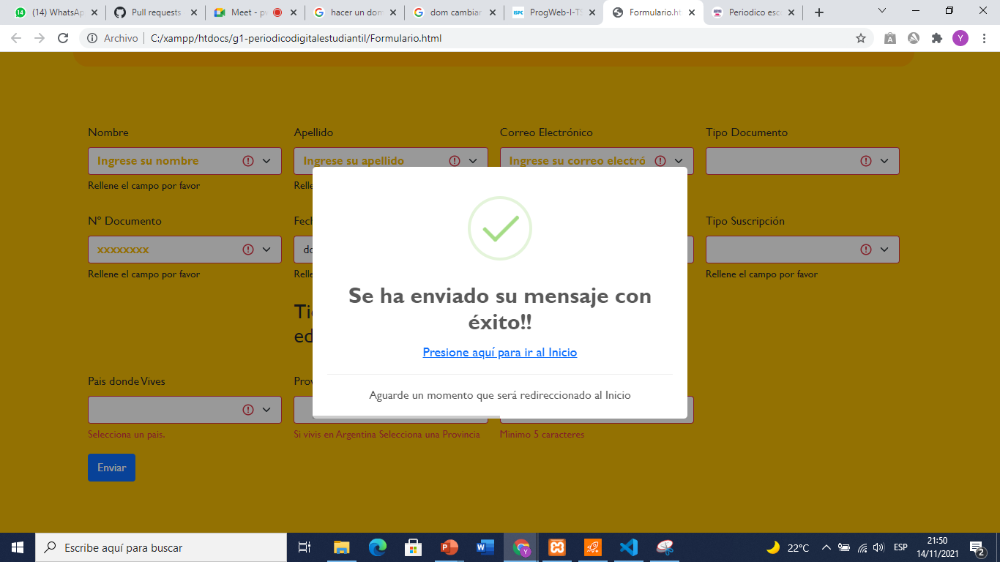 (14) WhatsAp
Pull requests
Meet - p
hacer un dom
dom cambiar
ProgWeb-I-TS
Formulario.ht
Periodico esc
Archivo
C:/xampp/htdocs/g1-periodicodigitalestudiantil/Formulario.html
Y
Nombre
Apellido
Correo Electrónico
Tipo Documento
Ingrese su nombre
Ingrese su apellido
Ingrese su correo electró
Rellene el campo por favor
Relle
N° Documento
Fech
Tipo Suscripción
xxxxxxxx
dd
Rellene el campo por favor
Relle
Rellene el campo por favor
Se ha enviado su mensaje con
éxito!!
Presione aquí para ir al Inicio
Aguarde un momento que será redireccionado al Inicio
Tie
ed
Pais donde Vives
Prov
Selecciona un pais.
Si vivis en Argentina Selecciona una Provincia
Minimo 5 caracteres
Enviar
Escribe aquí para buscar
22°C
ESP
21:50
14/11/2021
2